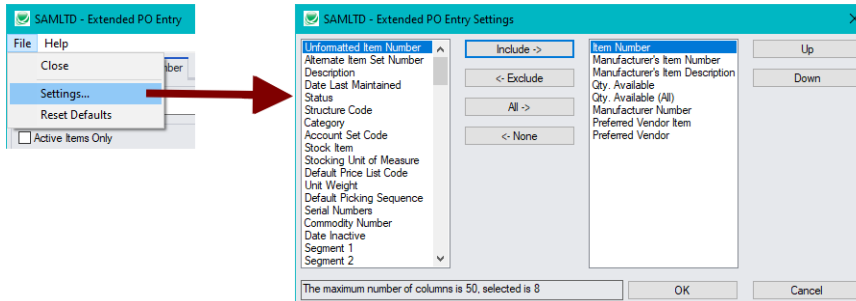 SAMLTD - Extended PO Entry
File Help
Close
Settings...
Reset Defaults
Active Items Only
SAMLTD - Extended PO Entry Settings
Unformatted Item Number
Alternate Item Set Number
Description
Date Last Maintained
Status
Structure Code
Category
Account Set Code
Stock Item
Stocking Unit of Measure
Default Price List Code
Unit Weight
Default Picking Sequence
Serial Numbers
Commodity Number
Date Inactive
Segment 1
Segment 2
Include ->
<- Exclude
All ->
<- None
Item Number
Manufacturer's Item Number
Manufacturer's Item Description
Qty. Available
Qty. Available (All)
Manufacturer Number
Preferred Vendor Item
Preferred Vendor
Up
Down
The maximum number of columns is 50, selected is 8
OK
Cancel